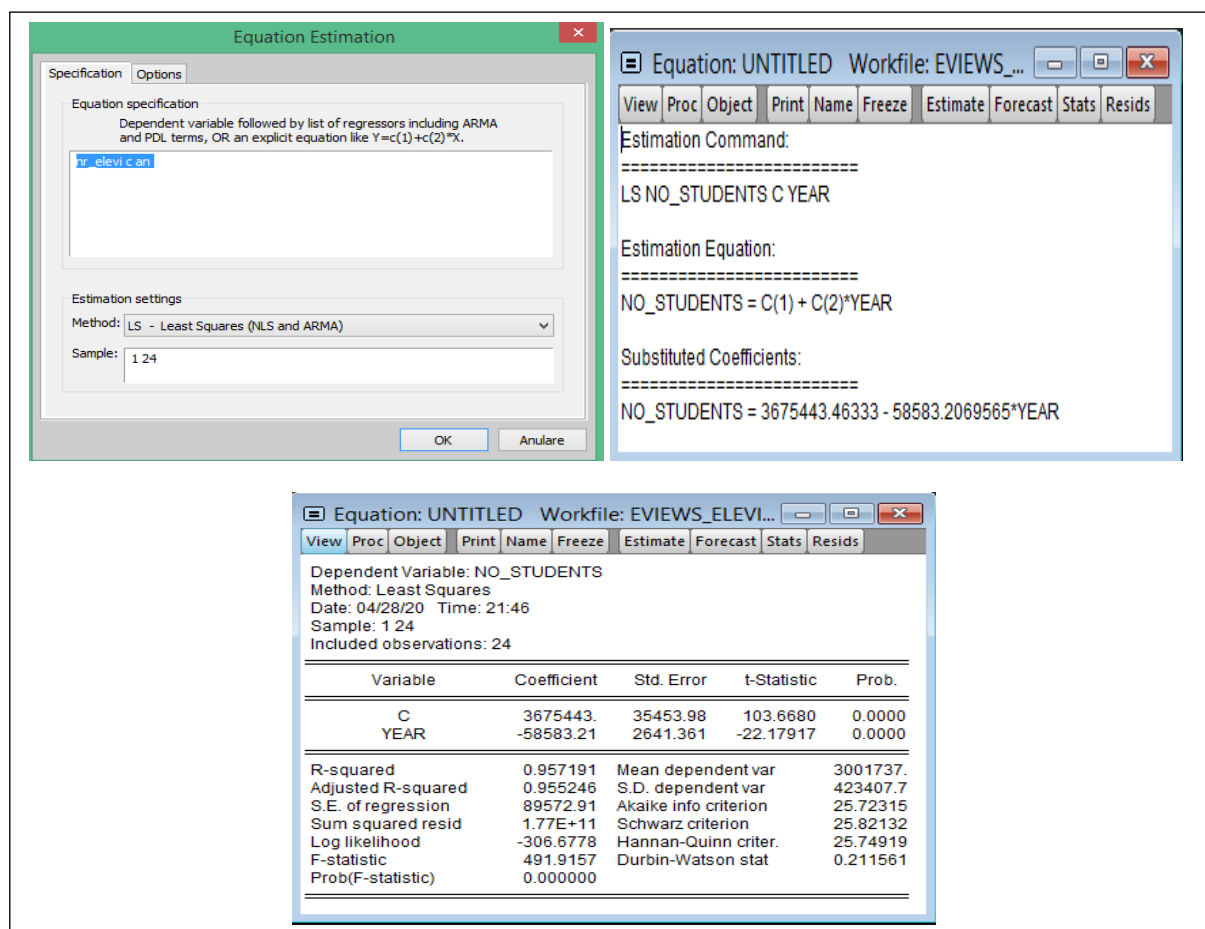 Equation Estimation
Specification Options
Equation specification
Dependent variable followed by list of regressors including ARMA
and PDL terms, OR an explicit equation like Y=c(1)+c(2)*X.
nr_elevi c an
Estimation settings
Method: LS - Least Squares (NLS and ARMA)
Sample: 1 24
OK Anulare
Equation: UNTITLED Workfile: EVIEWS_...
View Proc Object Print Name Freeze Estimate Forecast Stats Resids
Estimation Command:
=========================
LS NO_STUDENTS C YEAR
Estimation Equation:
=========================
NO_STUDENTS = C(1) + C(2)*YEAR
Substituted Coefficients:
=========================
NO_STUDENTS = 3675443.46333 - 58583.2069565*YEAR
Equation: UNTITLED Workfile: EVIEWS_ELEVI...
View Proc Object Print Name Freeze Estimate Forecast Stats Resids
Dependent Variable: NO_STUDENTS
Method: Least Squares
Date: 04/28/20 Time: 21:46
Sample: 1 24
Included observations: 24
Variable Coefficient Std. Error t-Statistic Prob.
C 3675443. 35453.98 103.6680 0.0000
YEAR -58583.21 2641.361 -22.17917 0.0000
R-squared 0.957191 Mean dependent var 3001737.
Adjusted R-squared 0.955246 S.D. dependent var 423407.7
S.E. of regression 89572.91 Akaike info criterion 25.72315
Sum squared resid 1.77E+11 Schwarz criterion 25.82132
Log likelihood -306.6778 Hannan-Quinn criter. 25.74919
F-statistic 491.9157 Durbin-Watson stat 0.211561
Prob(F-statistic) 0.000000